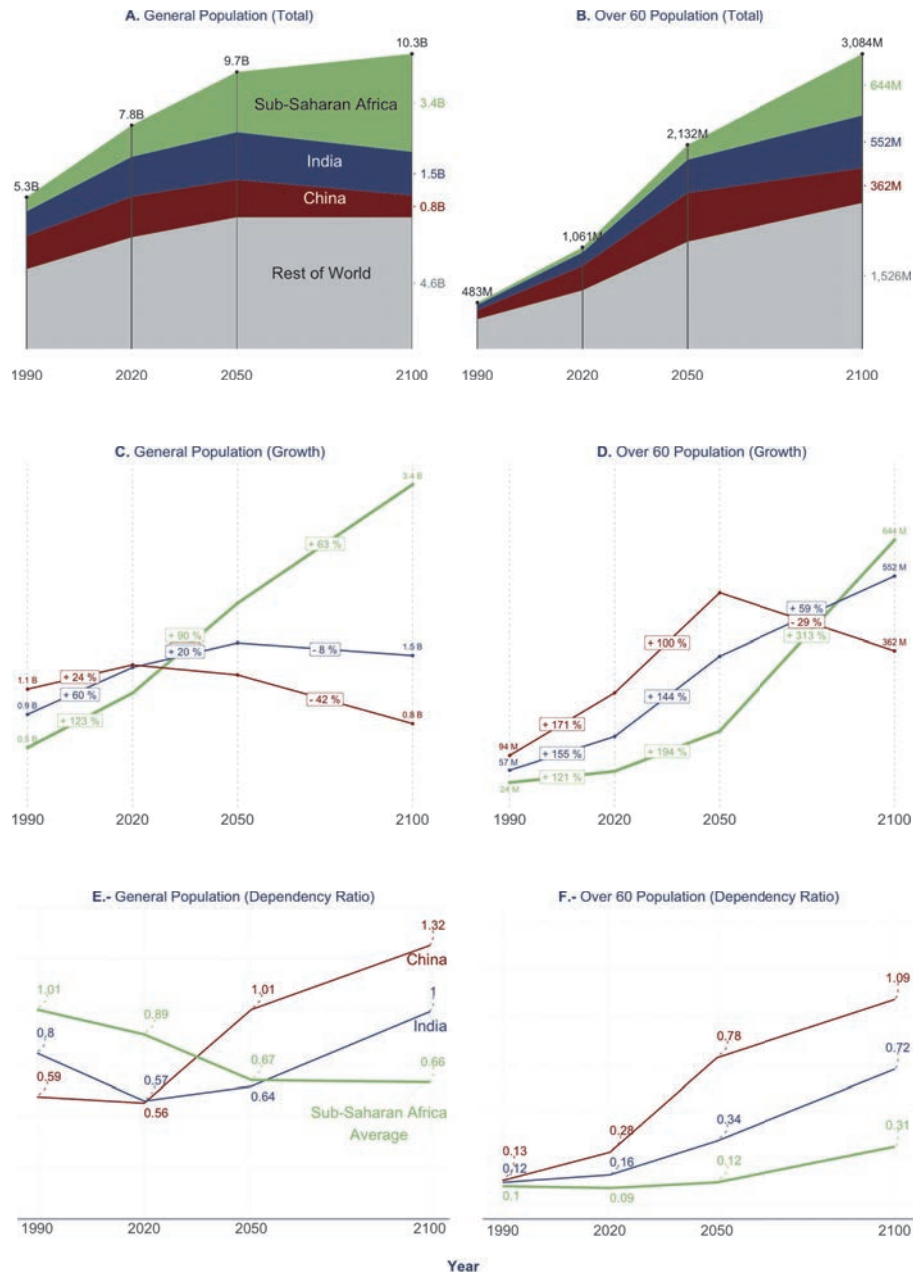 A. General Population (Total)
10.3B
9.7B
7.8B
5.3B
Sub-Saharan Africa
India
China
Rest of World
3.4B
1.5B
0.8B
4.6B
1990 2020 2050 2100
B. Over 60 Population (Total)
3,084M
2,132M
1,061M
483M
644M
552M
362M
1,526M
1990 2020 2050 2100
C. General Population (Growth)
3.4 B
+ 63 %
+ 90 %
+ 20 %
- 8 %
1.5 B
1.1 B
+ 24 %
0.9 B
+ 60 %
- 42 %
0.8 B
+ 123 %
0.5 B
1990 2020 2050 2100
D. Over 60 Population (Growth)
644 M
552 M
+ 59 %
- 29 %
+ 313 %
362 M
+ 100 %
+ 144 %
+ 171 %
94 M
57 M
+ 155 %
+ 194 %
+ 121 %
24 M
1990 2020 2050 2100
E.- General Population (Dependency Ratio)
1.32
China
1.01
1.01
1
India
0.89
0.8
0.67
0.66
0.59
0.57
0.56
0.64
Sub-Saharan Africa
Average
1990 2020 2050 2100
F.- Over 60 Population (Dependency Ratio)
1.09
0.78
0.72
0.34
0.31
0.28
0.13
0.12
0.16
0.12
0.1
0.09
1990 2020 2050 2100
Year